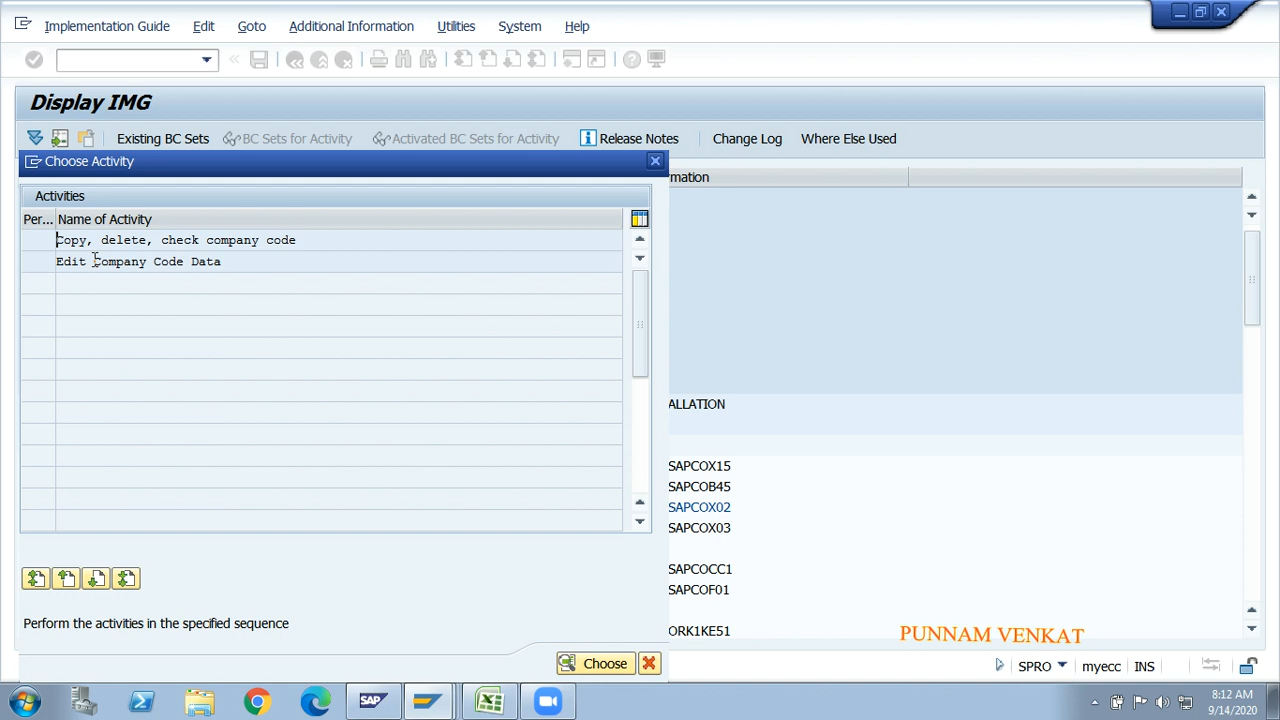 Implementation Guide Edit Goto Additional Information Utilities System Help
Display IMG
Existing BC Sets BC Sets for Activity Activated BC Sets for Activity Release Notes Change Log Where Else Used
Choose Activity
mation
Activities
Per... Name of Activity
Copy, delete, check company code
Edit Company Code Data
ALLATION
SAPCOX15
SAPCOB45
SAPCOX02
SAPCOX03
SAPCOCC1
SAPCOF01
ORK1KE51
Perform the activities in the specified sequence
PUNNAM VENKAT
Choose
SPRO myecc INS
SAP
8:12 AM
9/14/2020